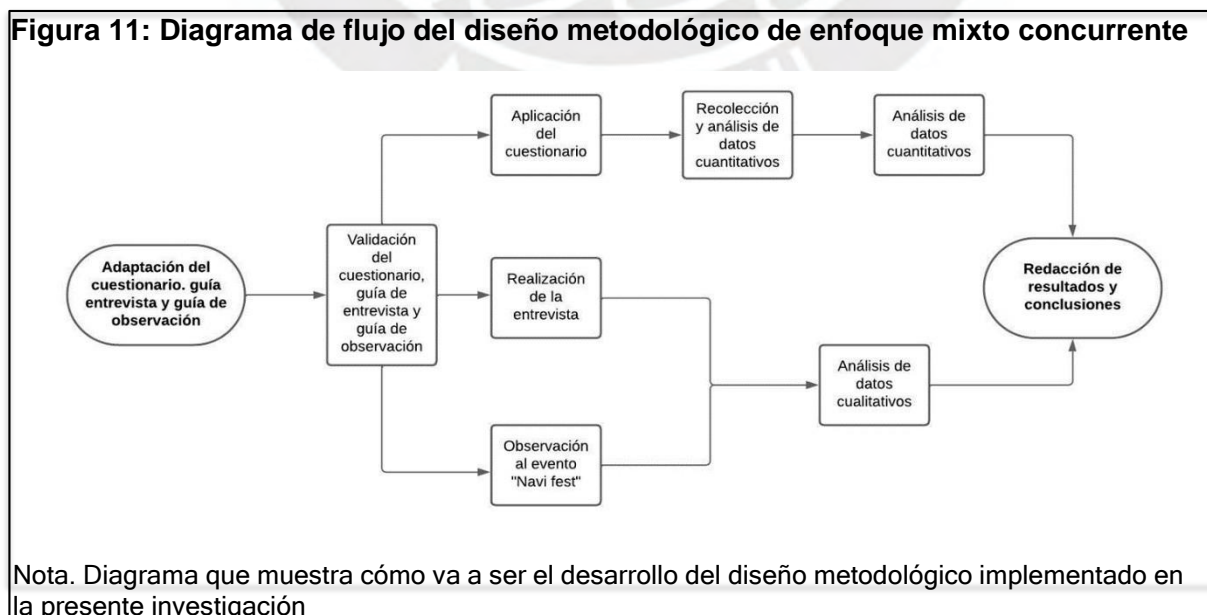 Figura 11: Diagrama de flujo del diseño metodológico de enfoque mixto concurrente
Adaptación del
cuestionario. guía
entrevista y guía de
observación
Validación
del
cuestionario,
guía de
entrevista y
guía de
observación
Aplicación
del
cuestionario
Recolección
y análisis de
datos
cuantitativos
Análisis de
datos
cuantitativos
Realización
de la
entrevista
Observación
al evento
"Navi fest"
Análisis de
datos
cualitativos
Redacción de
resultados y
conclusiones
Nota. Diagrama que muestra cómo va a ser el desarrollo del diseño metodológico implementado en
la presente investigación